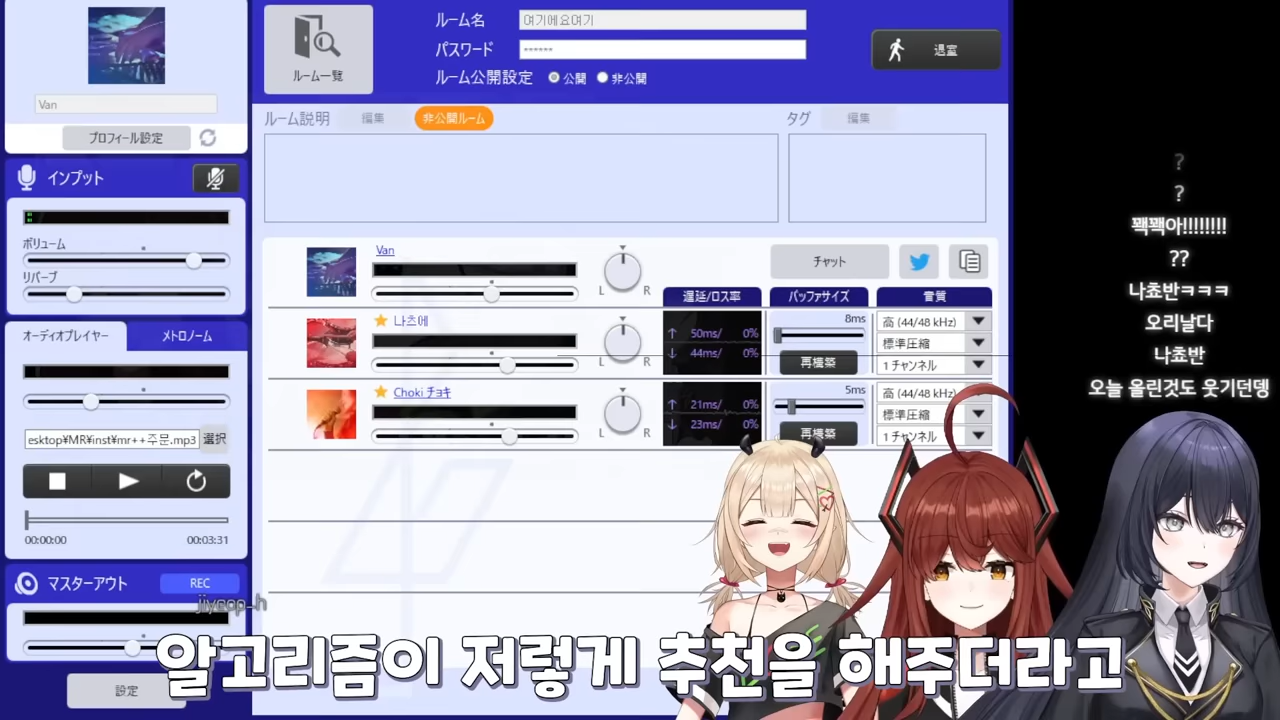 Van
プロフィール設定
インプット
ボリューム
リバーブ
オーディオプレイヤー
メトロノーム
esktop¥MR¥inst¥mr++주문.mp3
選択
00:00:00
00:03:31
マスターアウト
REC
jiyeop_h
設定
ルーム一覧
ルーム名
여기에요여기
パスワード
******
ルーム公開設定
公開
非公開
退室
ルーム説明
編集
非公開ルーム
タグ
編集
Van
L
R
チャット
遅延/ロス率
バッファサイズ
音質
나츠에
L
R
↑ 50ms/ 0%
↓ 44ms/ 0%
8ms
再構築
高 (44/48 kHz)
標準圧縮
1 チャンネル
Choki チョキ
L
R
↑ 21ms/ 0%
↓ 23ms/ 0%
5ms
再構築
高 (44/48 kHz)
標準圧縮
1 チャンネル
?
?
꽥꽥아!!!!!!!!
??
나쵸반ㅋㅋㅋ
오리날다
나쵸반
오늘 올린것도 웃기던뎅
알고리즘이 저렇게 추천을 해주더라고